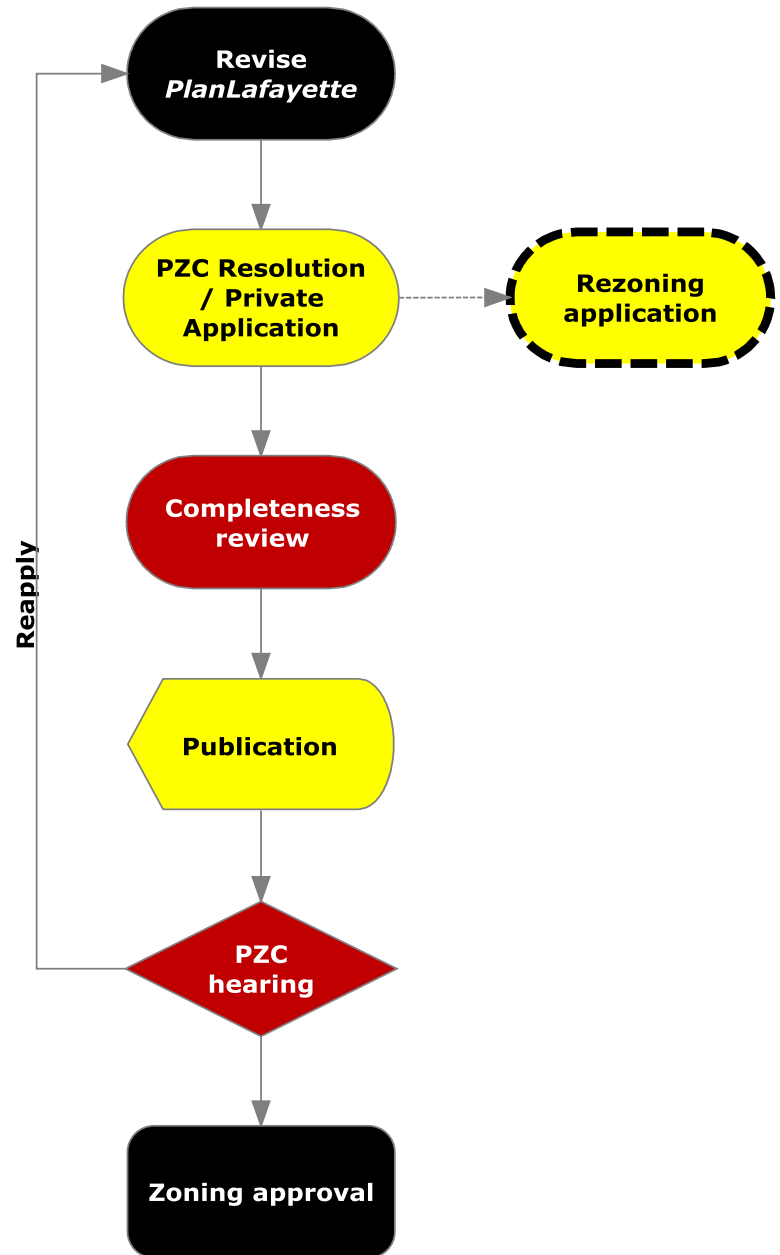 Revise
PlanLafayette
PZC Resolution
/ Private
Application
Rezoning
application
Completeness
review
Reapply
Publication
PZC
hearing
Zoning approval